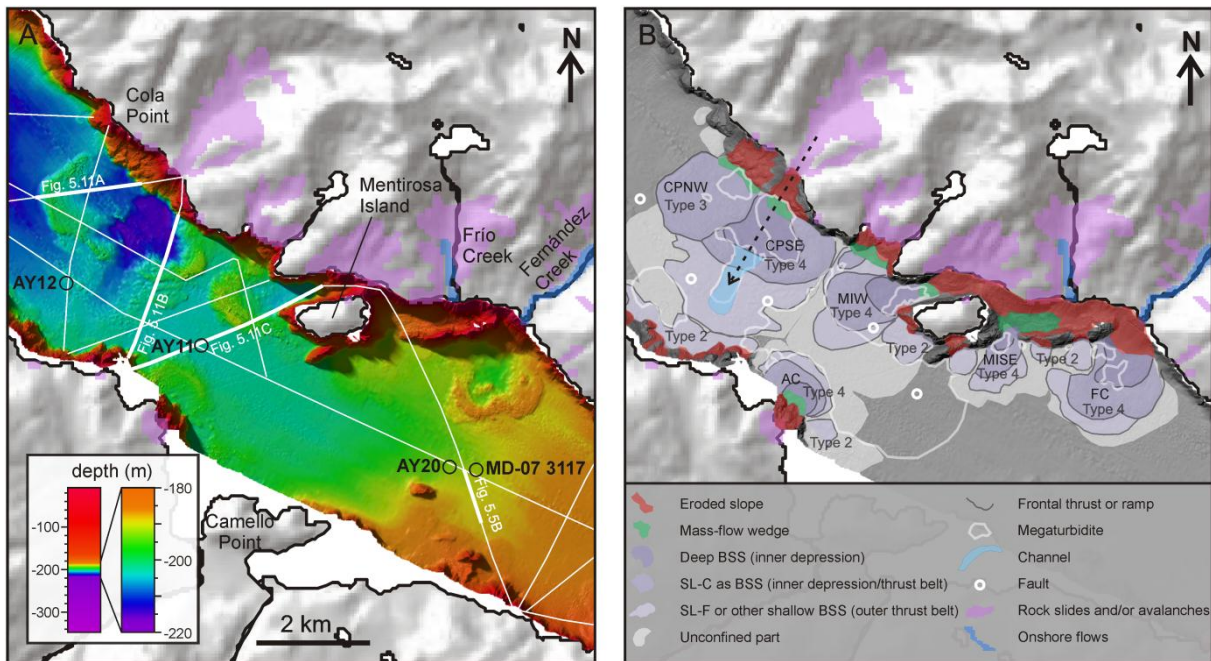 A
N
Cola
Point
Fig. 5.11A
Mentirosa
Island
Frío
Creek
Fernández
Creek
AY12
Fig. 5.11B
AY11
Fig. 5.11C
AY20
MD-07 3117
Fig. 5.5B
Camello
Point
depth (m)
-100
-200
-300
-180
-200
-220
2 km
B
N
CPNW
Type 3
CPSE
Type 4
MIW
Type 4
Type 2
Type 2
MISE
Type 4
Type 2
AC
Type 4
FC
Type 4
Type 2
Eroded slope
Mass-flow wedge
Deep BSS (inner depression)
SL-C as BSS (inner depression/thrust belt)
SL-F or other shallow BSS (outer thrust belt)
Unconfined part
Frontal thrust or ramp
Megaturbidite
Channel
Fault
Rock slides and/or avalanches
Onshore flows